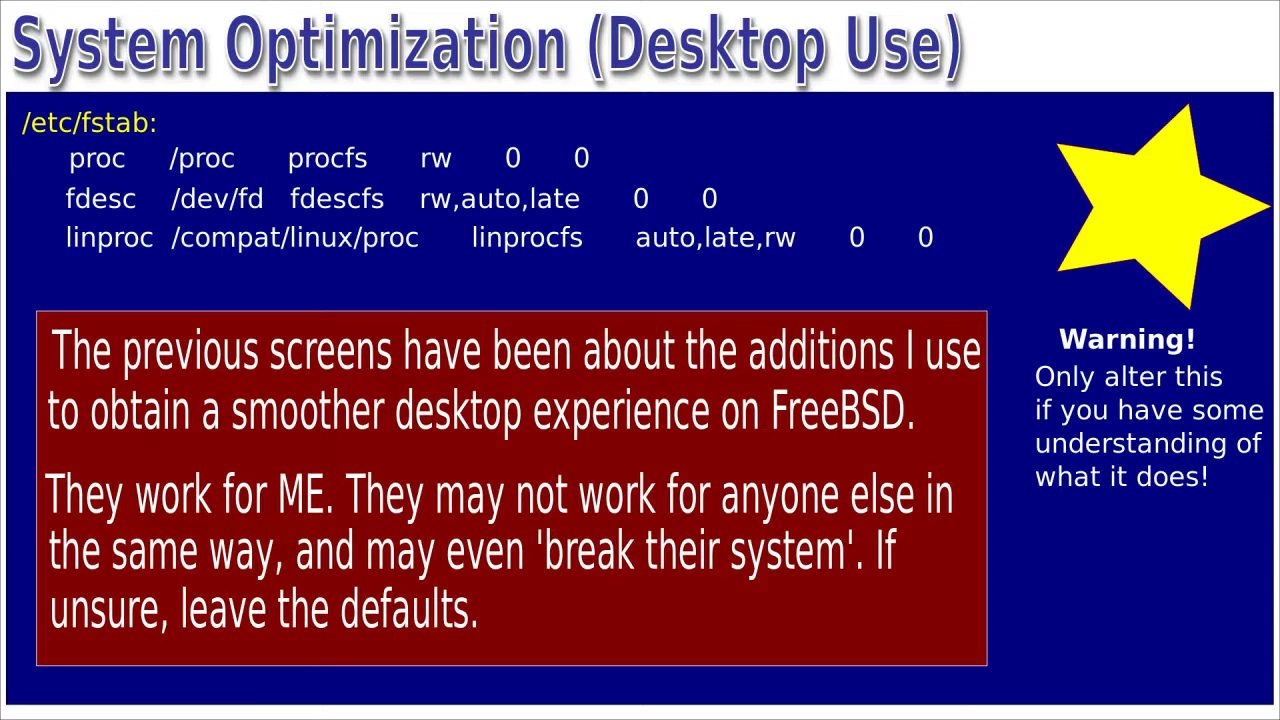 System Optimization (Desktop Use)
/etc/fstab:
proc /proc procfs rw 0 0
fdesc /dev/fd fdescfs rw,auto,late 0 0
linproc /compat/linux/proc linprocfs auto,late,rw 0 0
The previous screens have been about the additions I use
to obtain a smoother desktop experience on FreeBSD.
They work for ME. They may not work for anyone else in
the same way, and may even 'break their system'. If
unsure, leave the defaults.
Warning!
Only alter this
if you have some
understanding of
what it does!